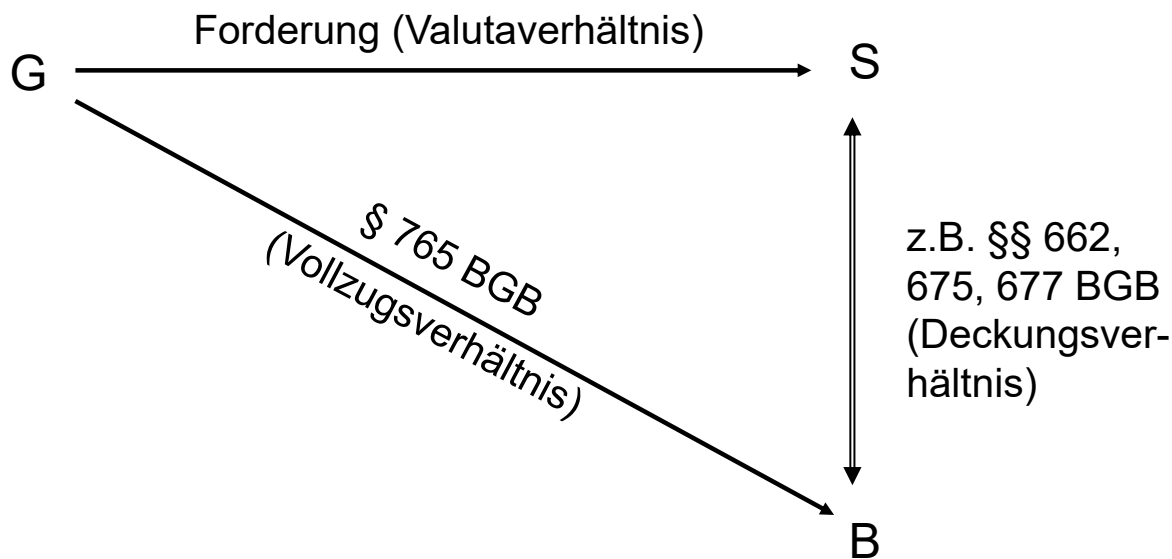 Forderung (Valutaverhältnis)
G
S
§ 765 BGB
(Vollzugsverhältnis)
z.B. §§ 662,
675, 677 BGB
(Deckungsver-
hältnis)
B